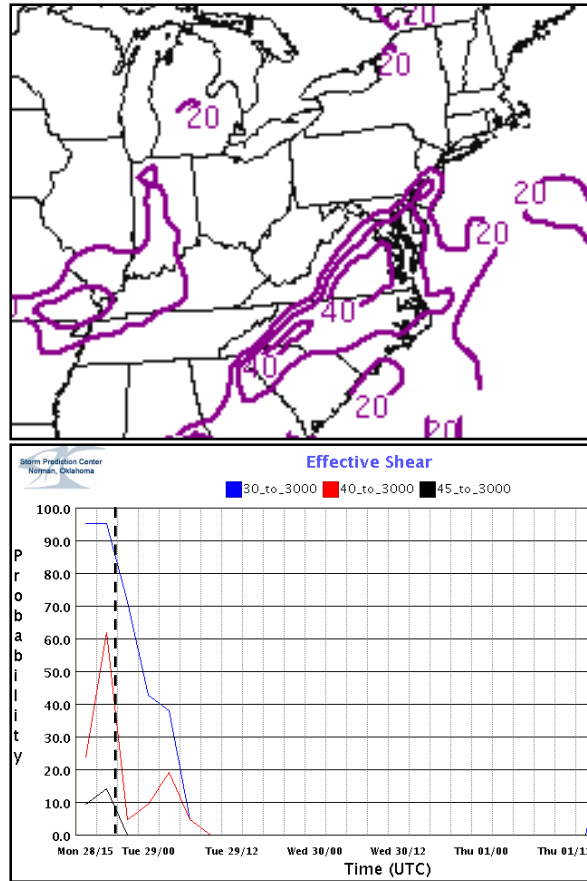 20
20
20
20
20
40
40
20
20
Storm Prediction Center
Norman, Oklahoma
Effective Shear
30_to_3000 40_to_3000 45_to_3000
Probability
100.0
90.0
80.0
70.0
60.0
50.0
40.0
30.0
20.0
10.0
0.0
Mon 28/15 Tue 29/00 Tue 29/12 Wed 30/00 Wed 30/12 Thu 01/00
Time (UTC)